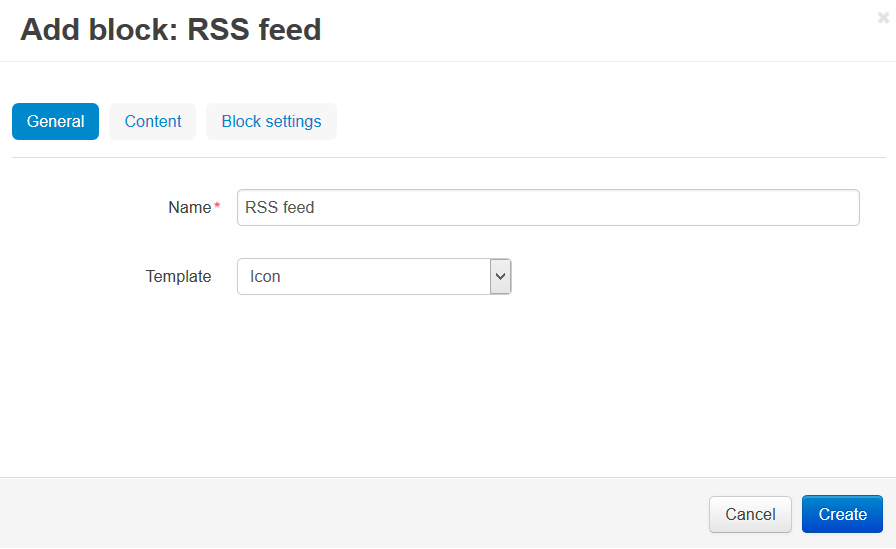 Add block: RSS feed
General Content Block settings
Name* RSS feed
Template Icon
Cancel Create